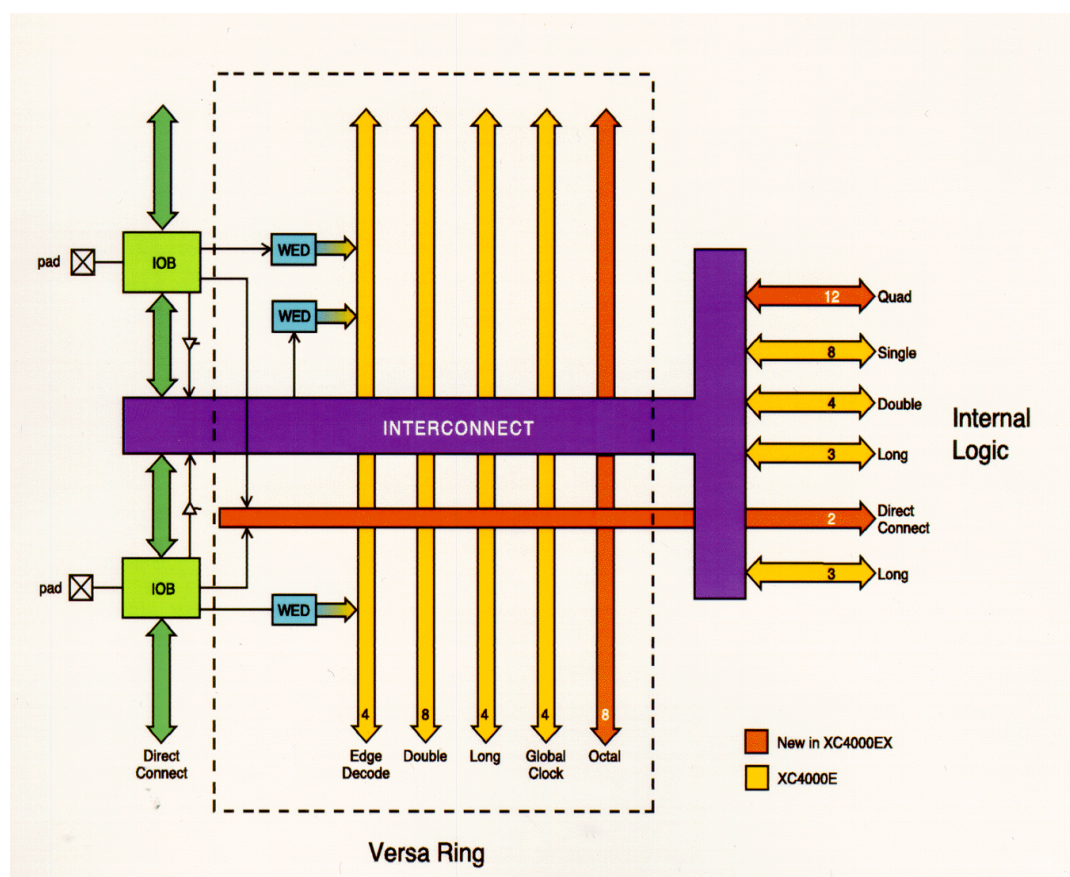 WED
pad
IOB
WED
12
Quad
8
Single
4
Double
INTERCONNECT
Internal
Logic
3
Long
2
Direct
Connect
3
Long
pad
IOB
WED
4
8
4
4
8
Direct
Connect
Edge
Decode
Double
Long
Global
Clock
Octal
New in XC4000EX
XC4000E
Versa Ring